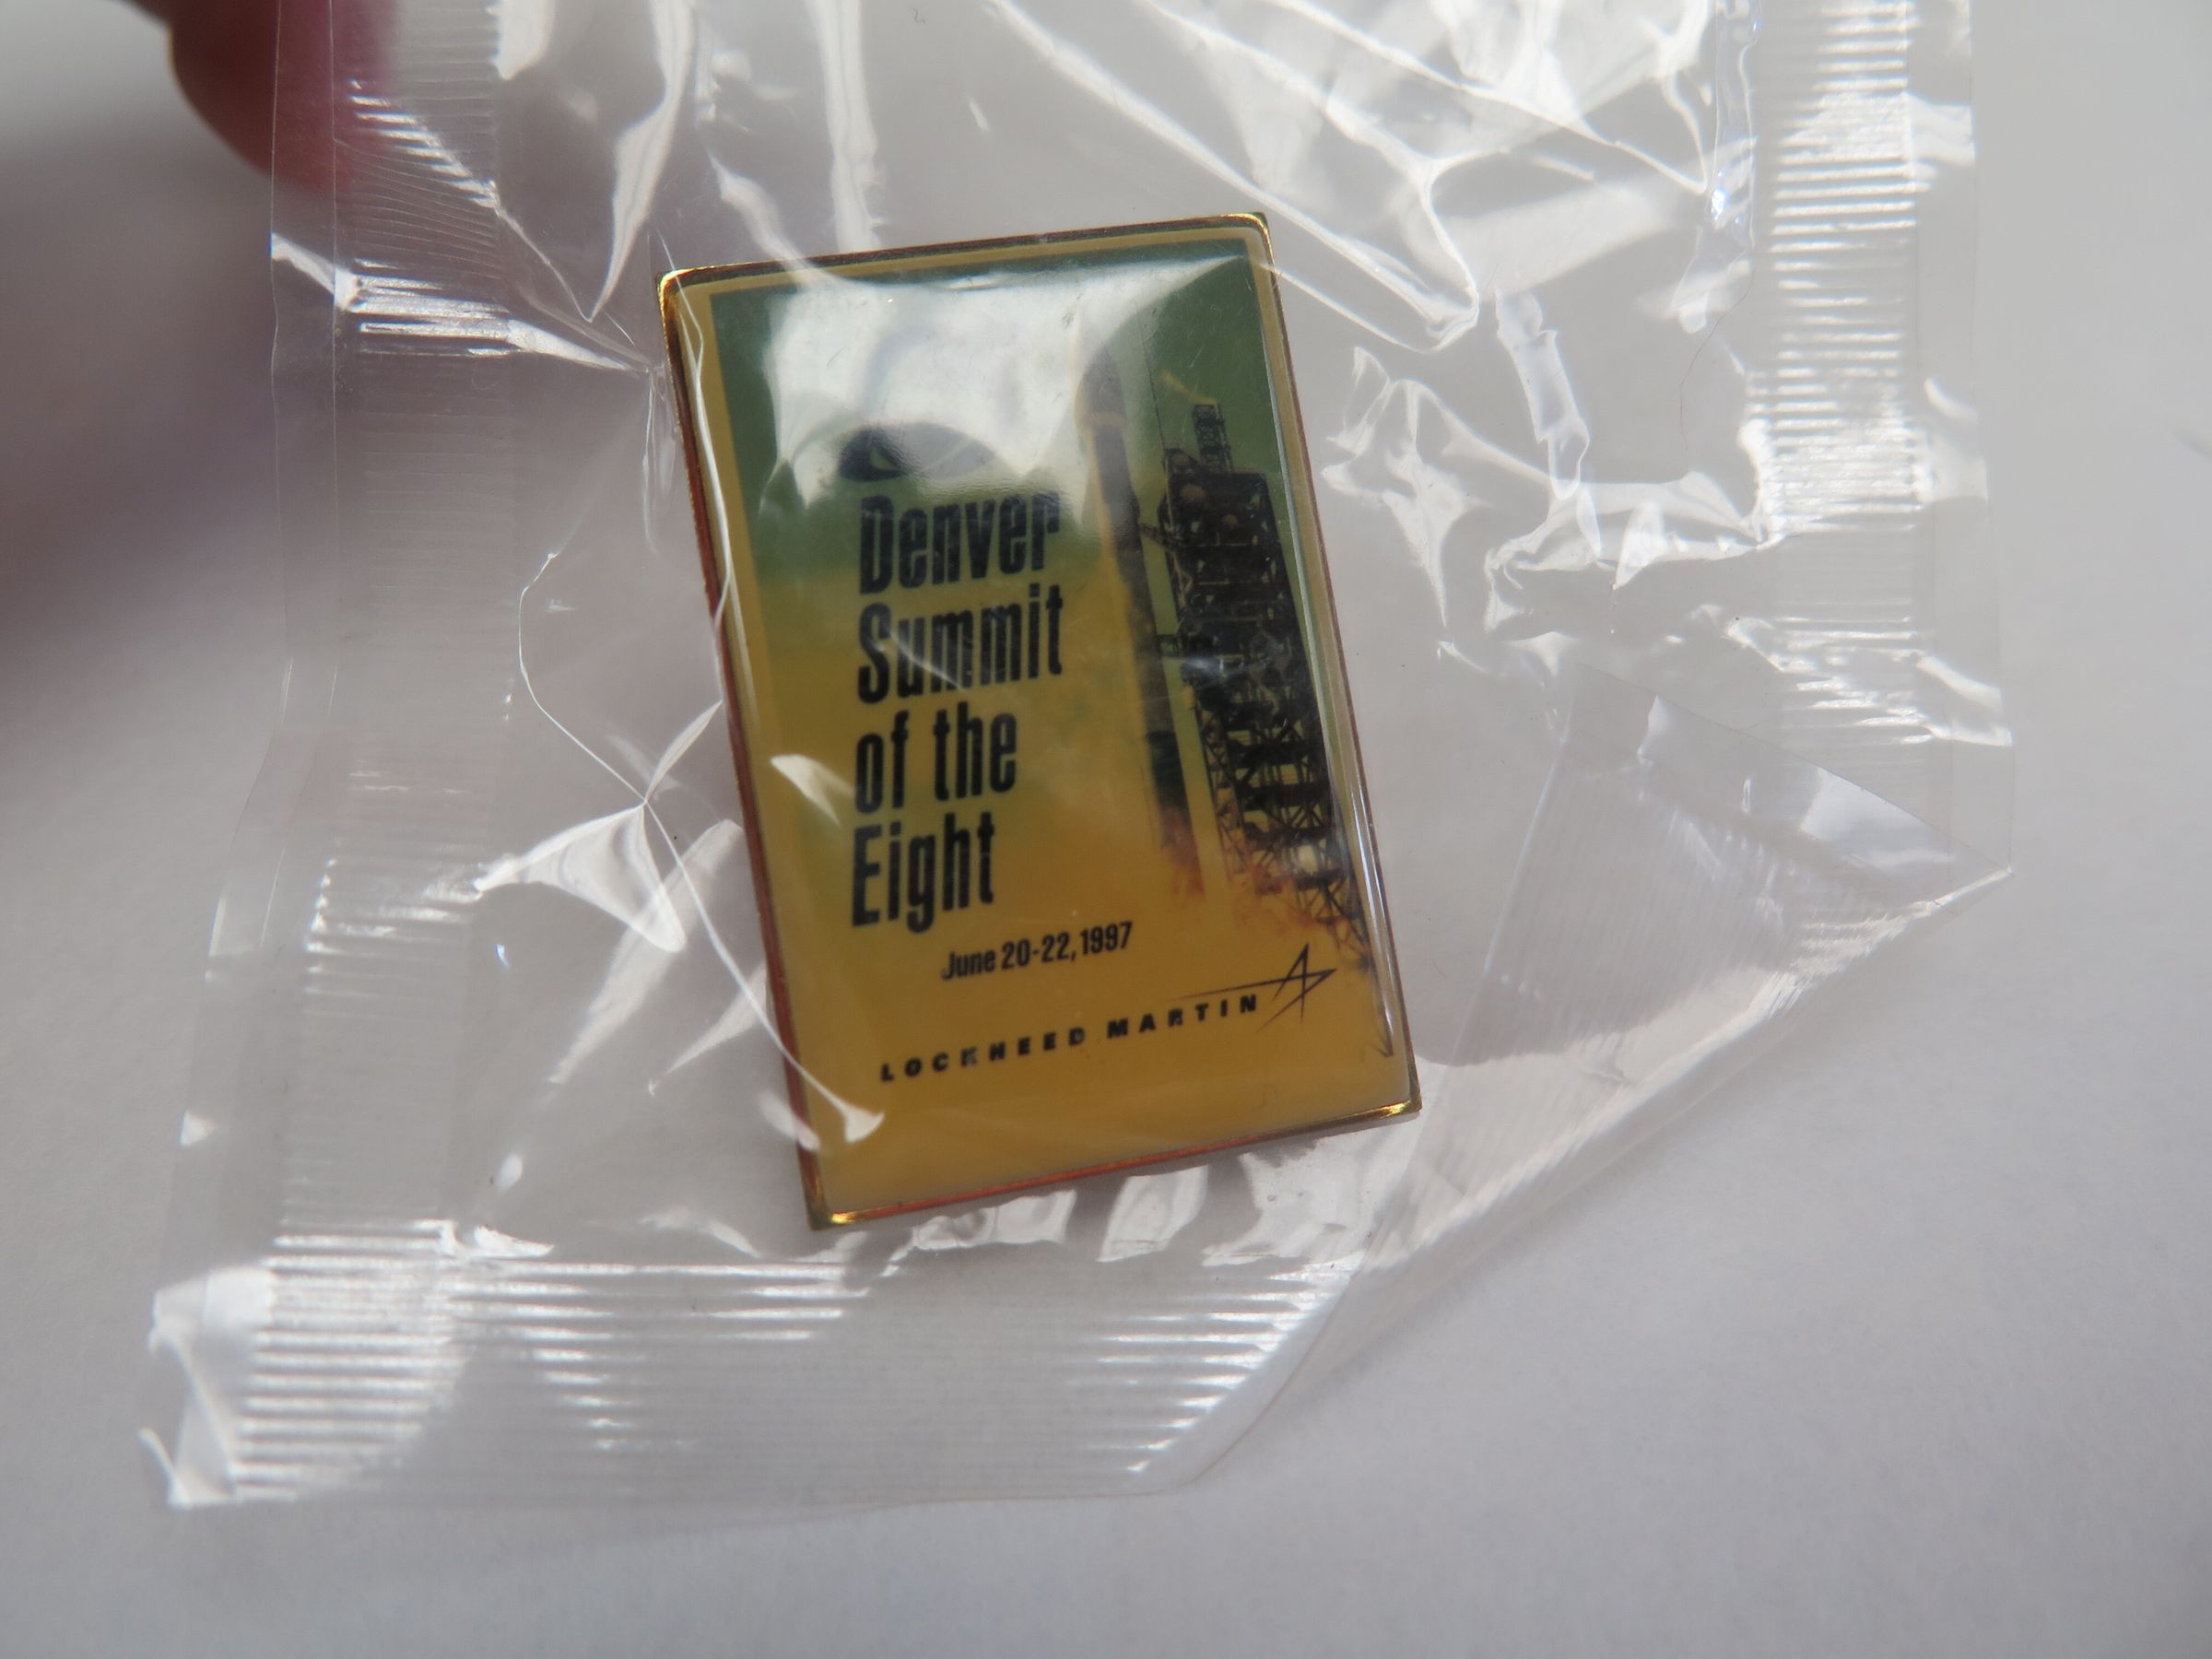 Denver
Summit
of the
Eight
June 20-22, 1997
LOCKHEED MARTIN